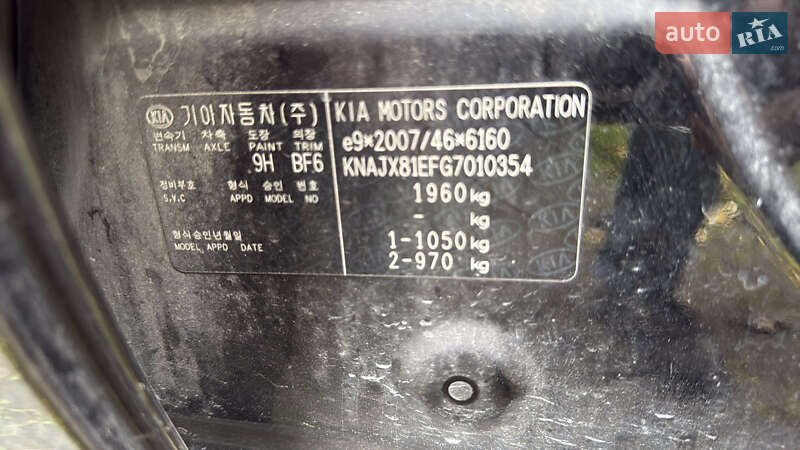 auto RIA .com
KIA 기아자동차(주)
변속기 차축 도장 외장
TRANSM AXLE PAINT TRIM
9H BF6
정비부호 형식 승인 번호
S.V.C APPD MODEL NO
형식승인년월일
MODEL APPD DATE
KIA MOTORS CORPORATION
e9*2007/46*6160
KNAJX81EFG7010354
1960kg
- kg
1-1050kg
2-970 kg